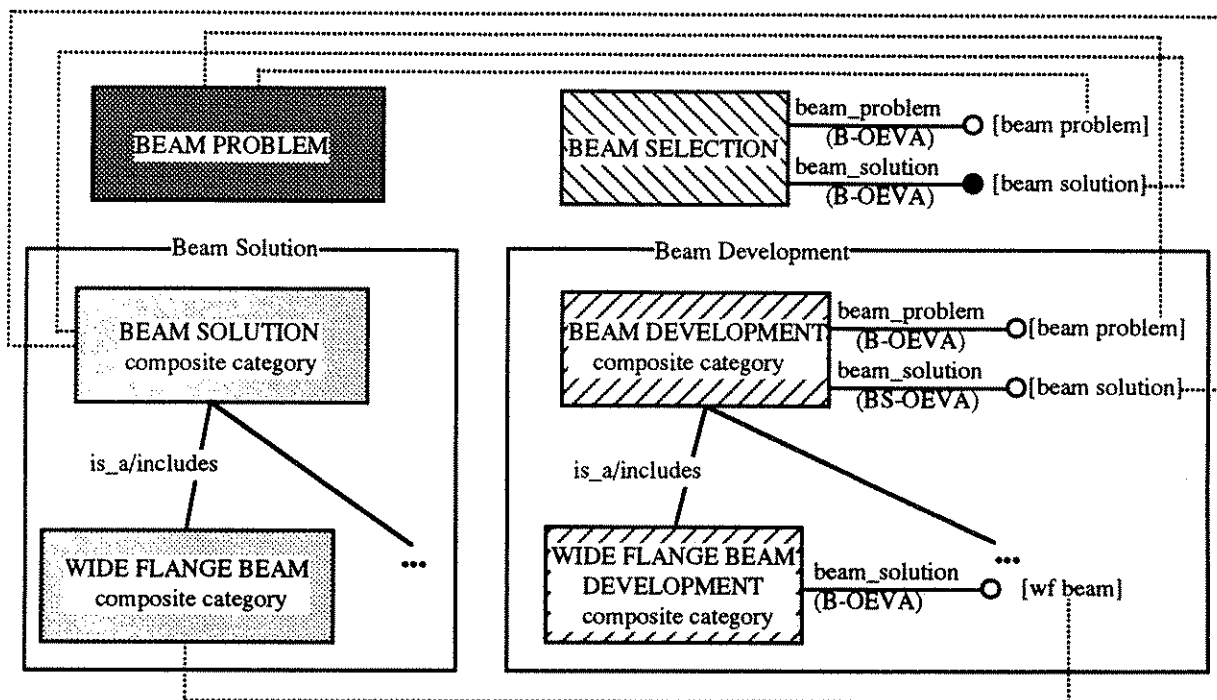 BEAM PROBLEM
BEAM SELECTION
beam_problem
(B-OEVA)
[beam problem]
beam_solution
(B-OEVA)
[beam solution]
Beam Solution
BEAM SOLUTION
composite category
is_a/includes
...
WIDE FLANGE BEAM
composite category
Beam Development
BEAM DEVELOPMENT
composite category
beam_problem
(B-OEVA)
[beam problem]
beam_solution
(BS-OEVA)
[beam solution]
is_a/includes
...
WIDE FLANGE BEAM
DEVELOPMENT
composite category
beam_solution
(B-OEVA)
[wf beam]